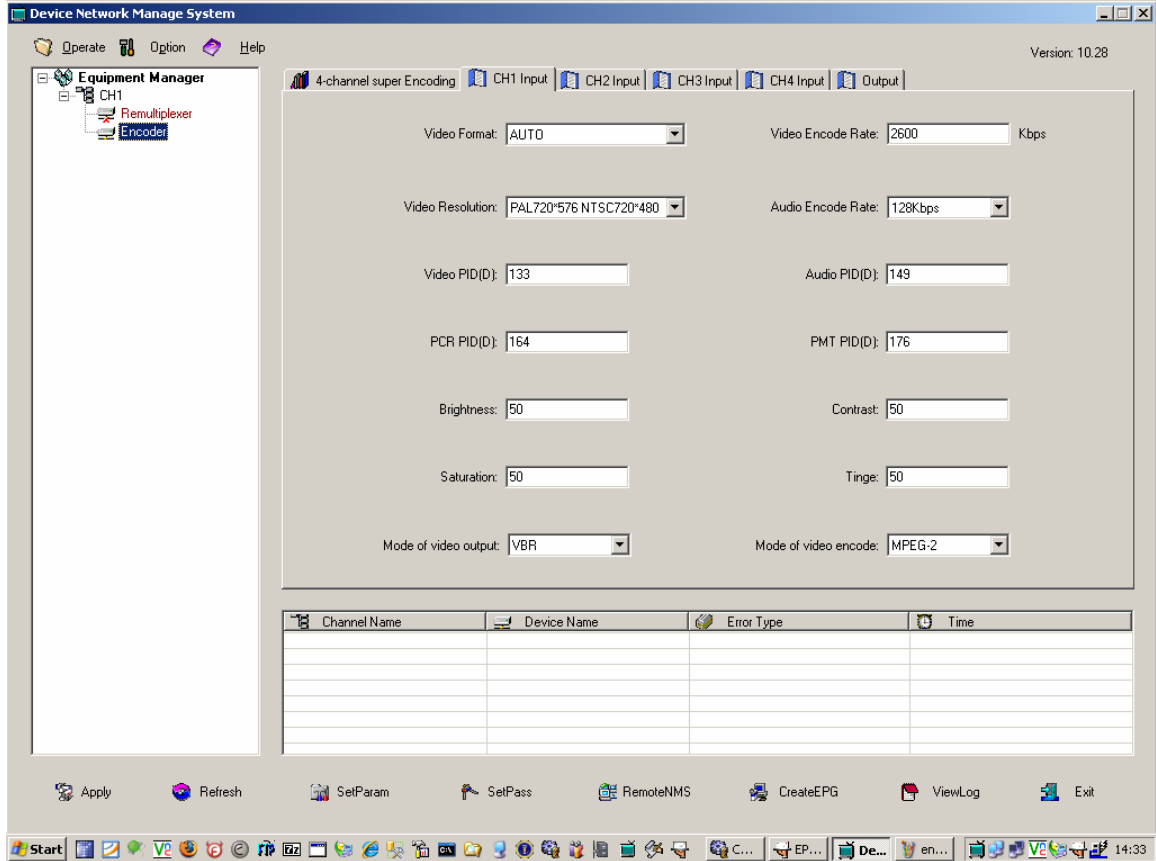 Device Network Manage System
Operate Option Help
Version: 10.28
Equipment Manager
CH1
Remultiplexer
Encoder
4-channel super Encoding CH1 Input CH2 Input CH3 Input CH4 Input Output
Video Format: AUTO Video Encode Rate: 2600 Kbps
Video Resolution: PAL720*576 NTSC720*480 Audio Encode Rate: 128Kbps
Video PID(D): 133 Audio PID(D): 149
PCR PID(D): 164 PMT PID(D): 176
Brightness: 50 Contrast: 50
Saturation: 50 Tinge: 50
Mode of video output: VBR Mode of video encode: MPEG-2
Channel Name Device Name Error Type Time
Apply Refresh SetParam SetPass RemoteNMS CreateEPG ViewLog Exit
Start C... EP... De... en... 14:33